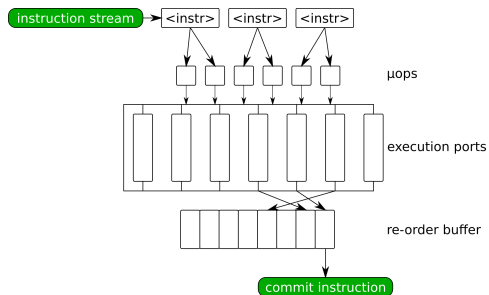 instruction stream
<instr> <instr> <instr>
μops
execution ports
re-order buffer
commit instruction